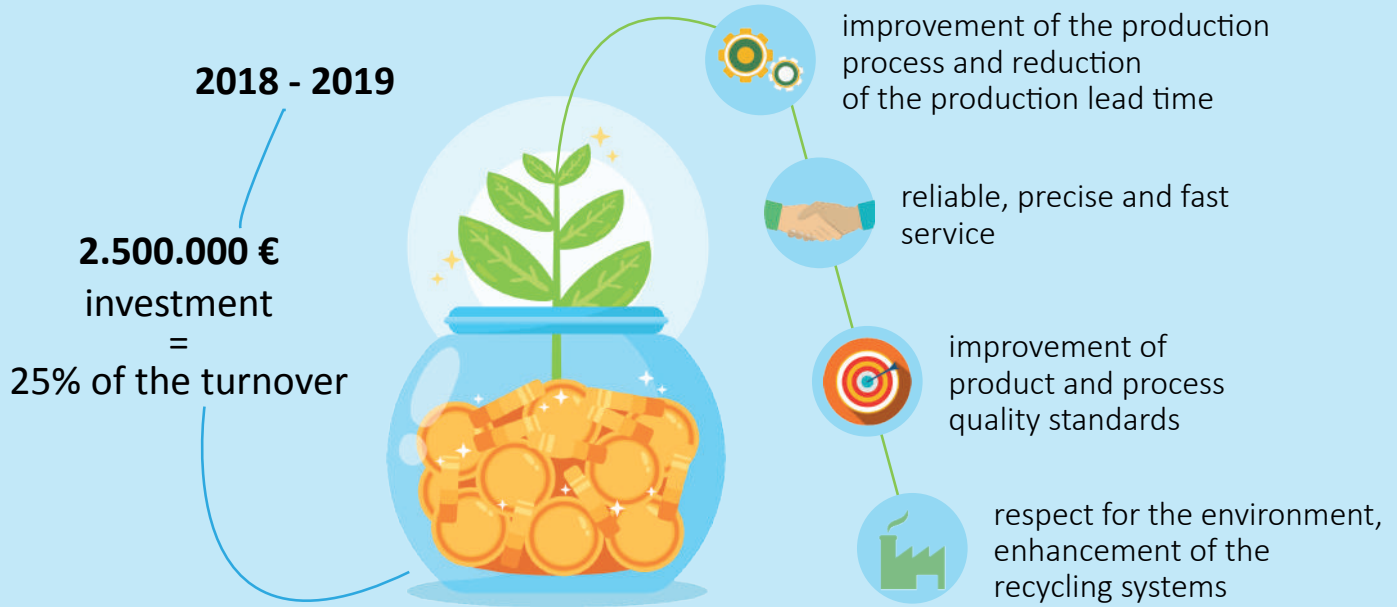 2018 - 2019
2.500.000 €
investment
=
25% of the turnover
improvement of the production
process and reduction
of the production lead time
reliable, precise and fast
service
improvement of
product and process
quality standards
respect for the environment,
enhancement of the
recycling systems